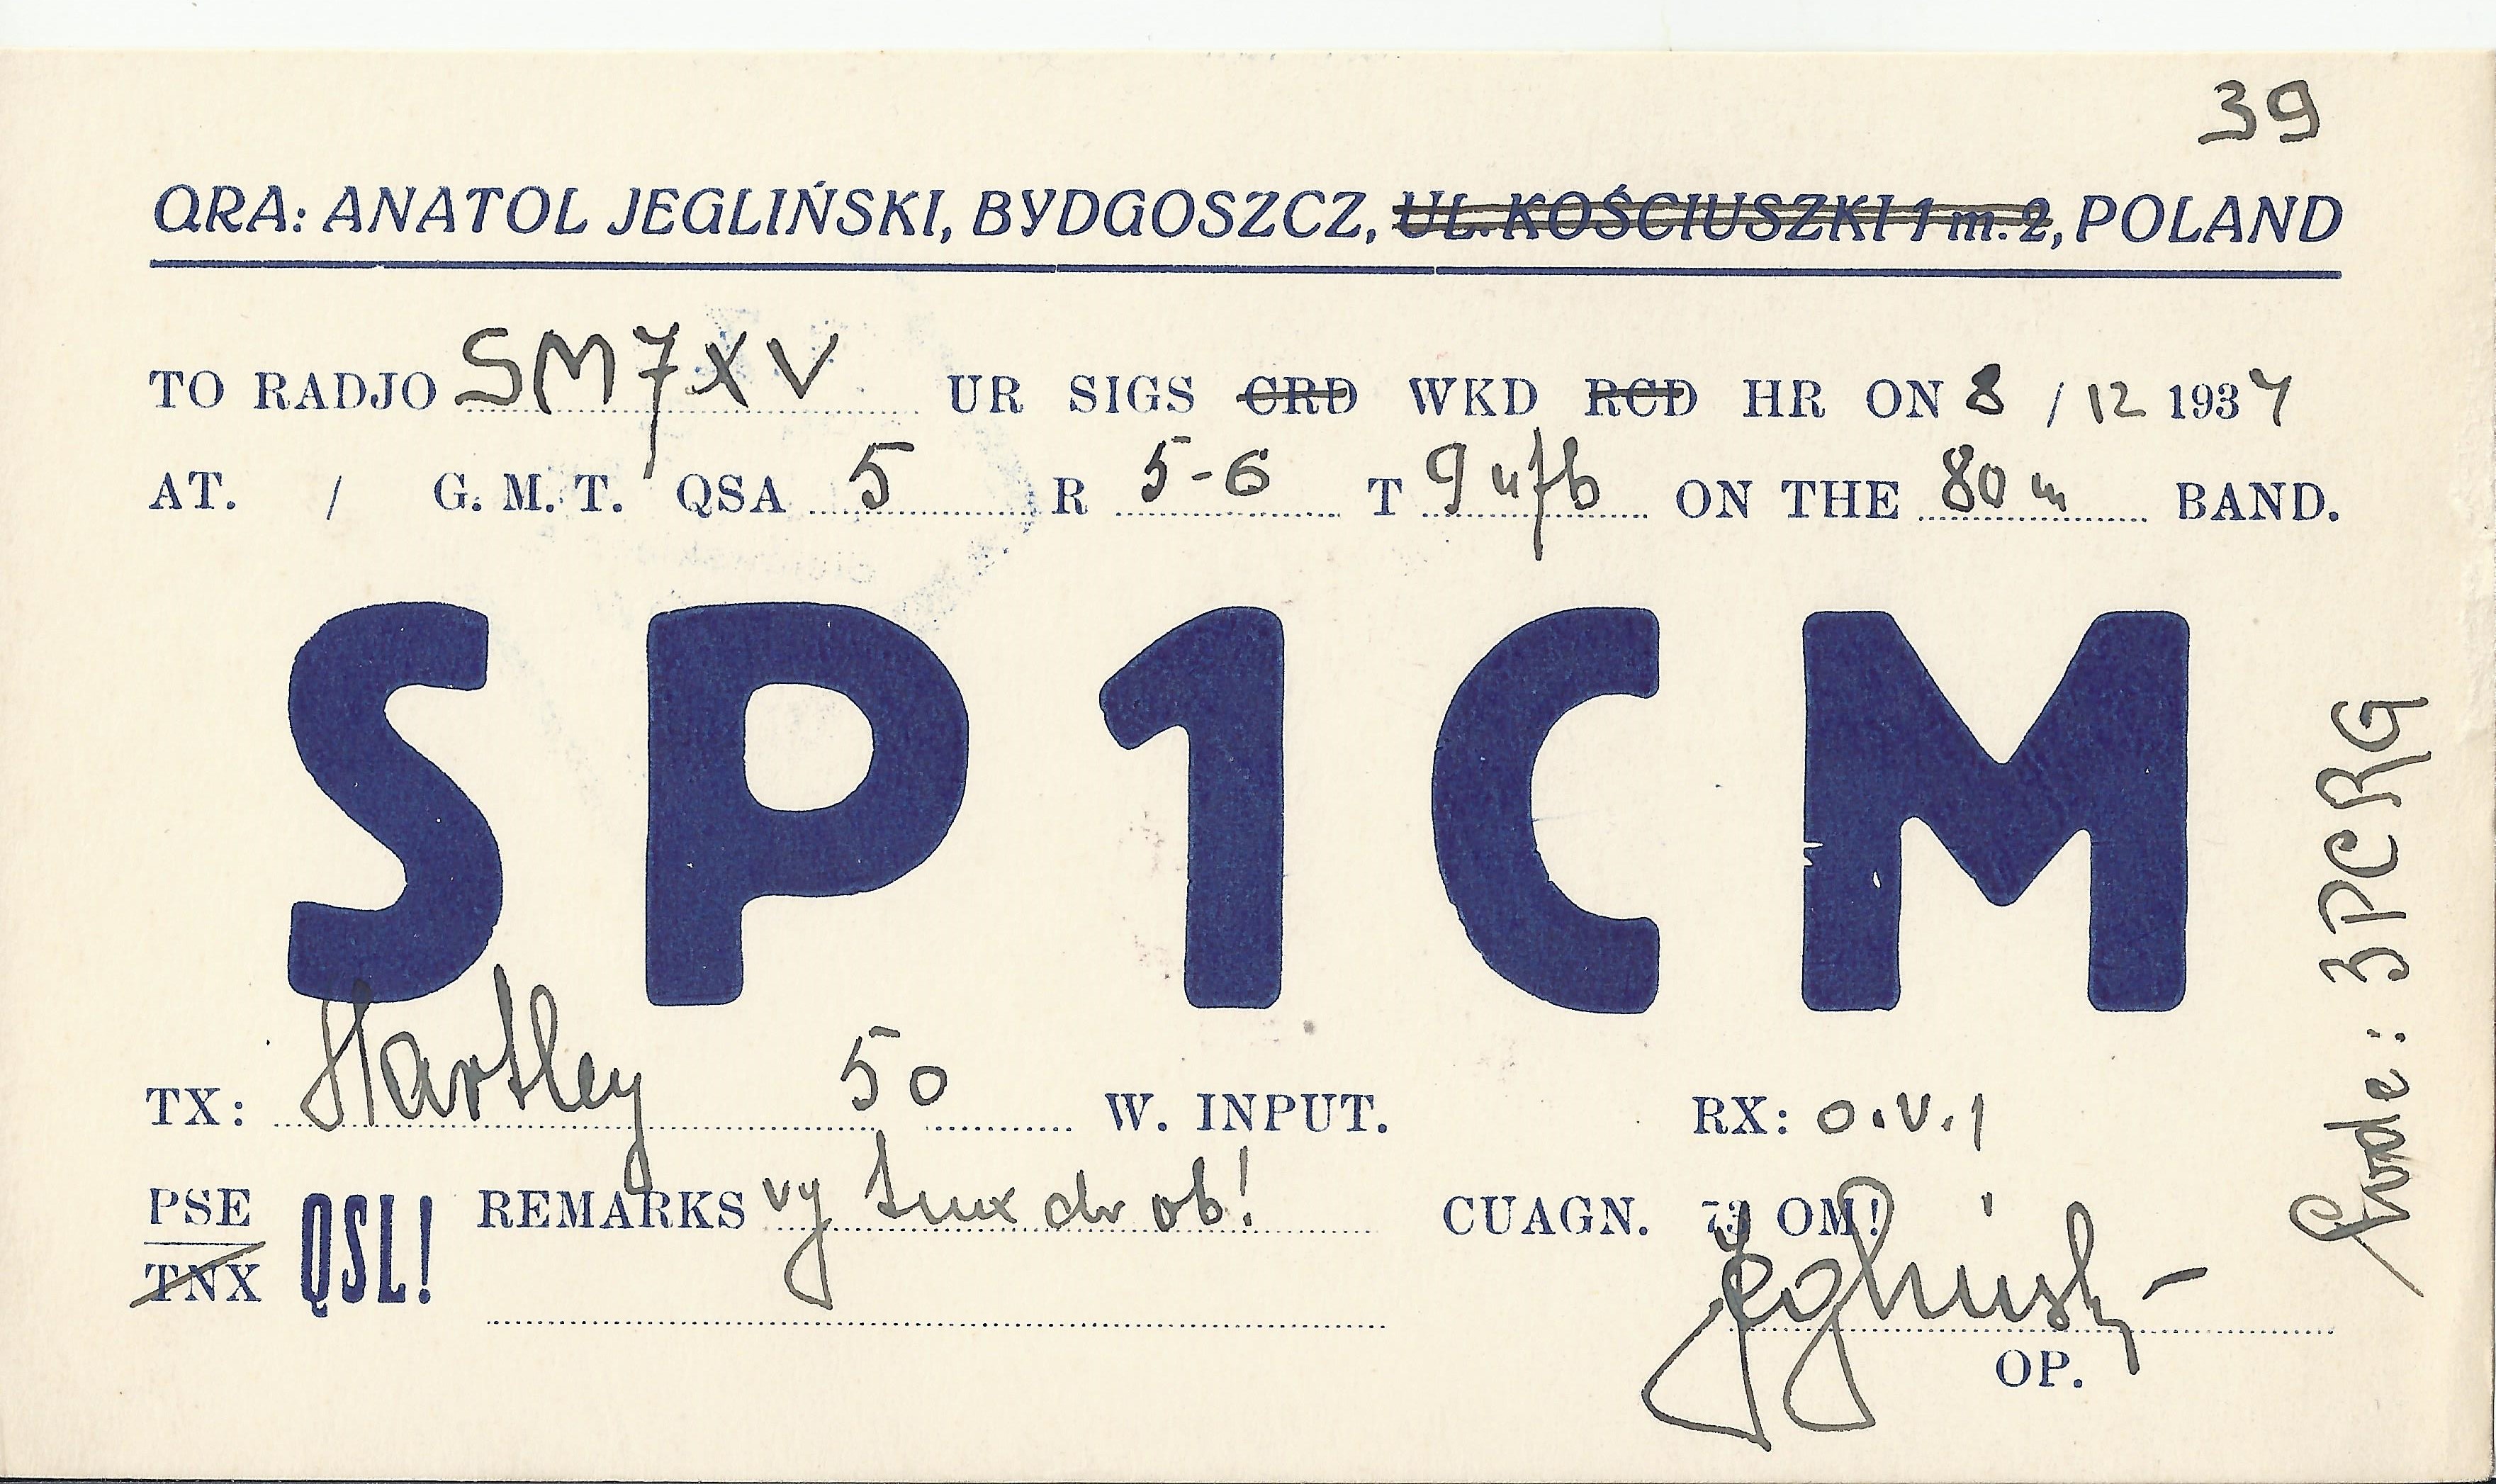 39
QRA: ANATOL JEGLIŃSKI, BYDGOSZCZ, UL. KOŚCIUSZKI 1 m. 2, POLAND
TO RADJO SM7XV UR SIGS CRD WKD RCD HR ON 8 / 12 1937
AT. / G. M. T. QSA 5 R 5-6 T 9 ufb ON THE 80 m BAND.
SP1CM
TX: Hartley 50 W. INPUT. RX: 0.V.1
PSE TNX QSL! REMARKS vy tnx dr ob! CUAGN. 73 OM!
Jegliński
OP.